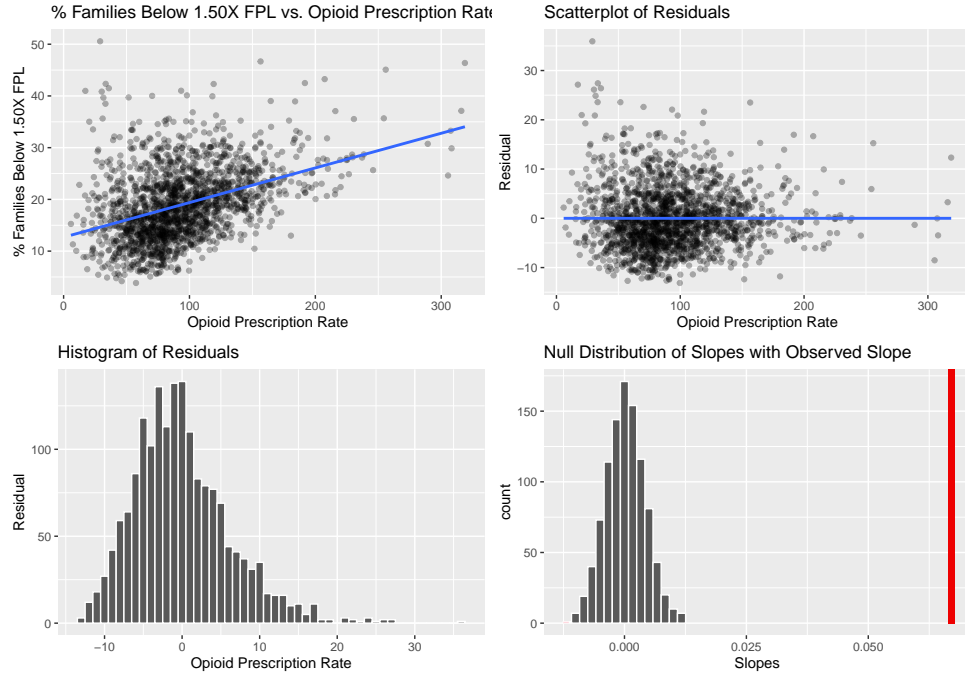 % Families Below 1.50X FPL vs. Opioid Prescription Rate
% Families Below 1.50X FPL
50
40
30
20
10
0
100
200
300
Opioid Prescription Rate
Scatterplot of Residuals
Residual
30
20
10
0
−10
0
100
200
300
Opioid Prescription Rate
Histogram of Residuals
Residual
100
50
0
−10
0
10
20
30
Opioid Prescription Rate
Null Distribution of Slopes with Observed Slope
count
150
100
50
0
0.000
0.025
0.050
Slopes